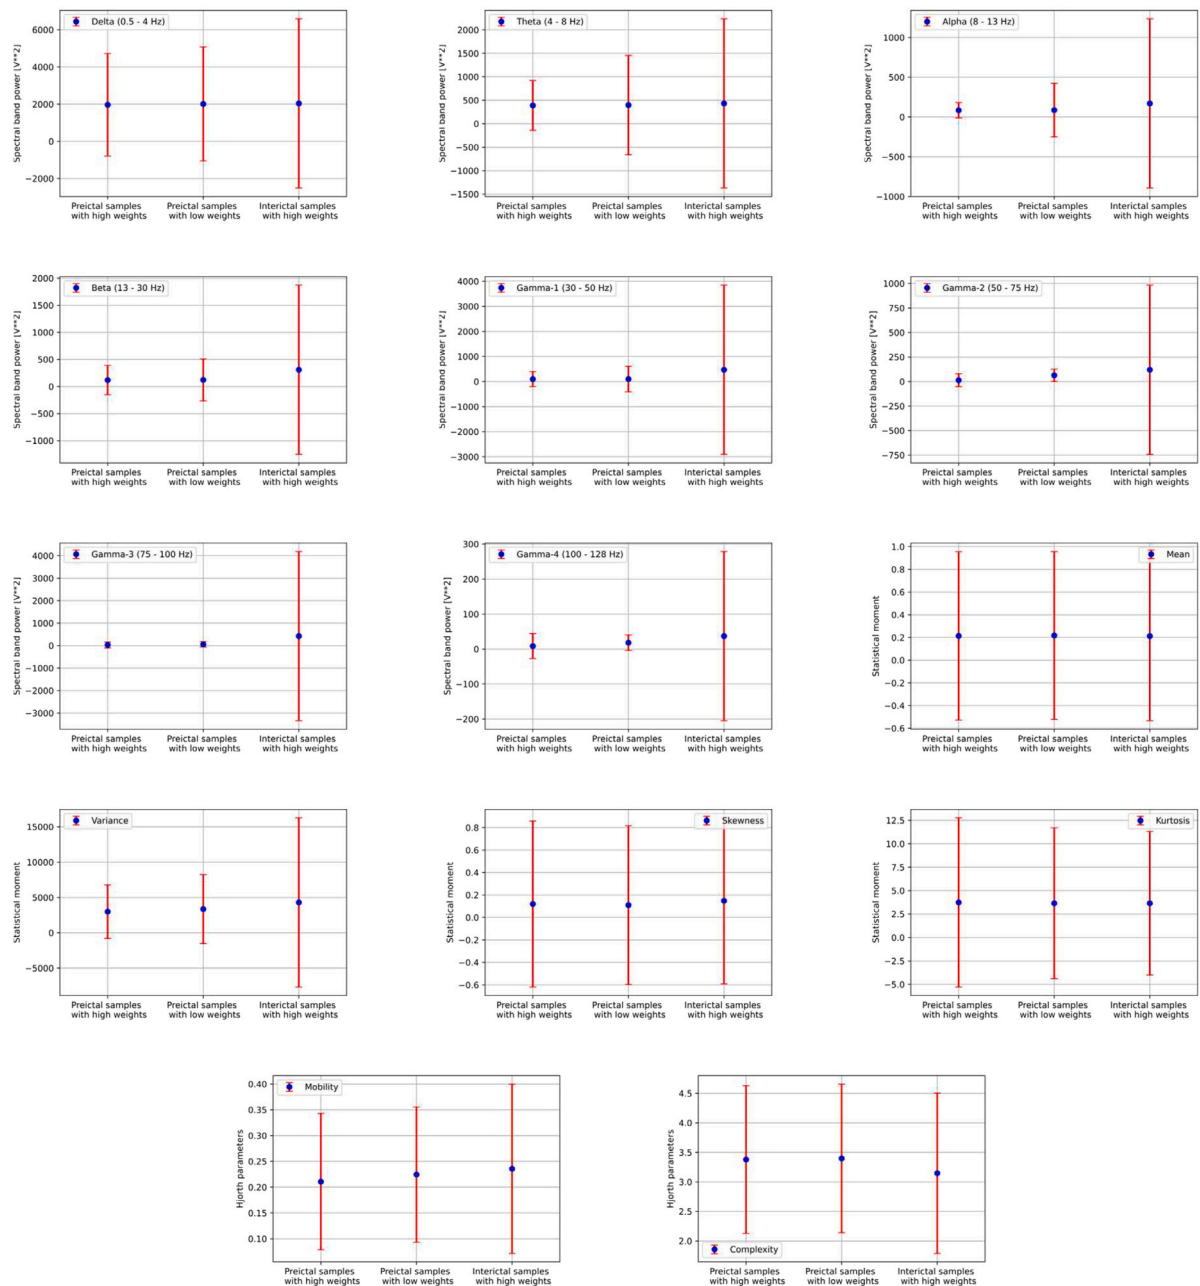 Delta (0.5 - 4 Hz)
Spectral band power [V**2]
6000
4000
2000
0
−2000
Preictal samples
with high weights
Preictal samples
with low weights
Interictal samples
with high weights
Theta (4 - 8 Hz)
Spectral band power [V**2]
2000
1500
1000
500
0
−500
−1000
−1500
Preictal samples
with high weights
Preictal samples
with low weights
Interictal samples
with high weights
Alpha (8 - 13 Hz)
Spectral band power [V**2]
1000
500
0
−500
−1000
Preictal samples
with high weights
Preictal samples
with low weights
Interictal samples
with high weights
Beta (13 - 30 Hz)
Spectral band power [V**2]
2000
1500
1000
500
0
−500
−1000
Preictal samples
with high weights
Preictal samples
with low weights
Interictal samples
with high weights
Gamma-1 (30 - 50 Hz)
Spectral band power [V**2]
4000
3000
2000
1000
0
−1000
−2000
−3000
Preictal samples
with high weights
Preictal samples
with low weights
Interictal samples
with high weights
Gamma-2 (50 - 75 Hz)
Spectral band power [V**2]
1000
750
500
250
0
−250
−500
−750
Preictal samples
with high weights
Preictal samples
with low weights
Interictal samples
with high weights
Gamma-3 (75 - 100 Hz)
Spectral band power [V**2]
4000
3000
2000
1000
0
−1000
−2000
−3000
Preictal samples
with high weights
Preictal samples
with low weights
Interictal samples
with high weights
Gamma-4 (100 - 128 Hz)
Spectral band power [V**2]
300
200
100
0
−100
−200
Preictal samples
with high weights
Preictal samples
with low weights
Interictal samples
with high weights
Mean
Statistical moment
1.0
0.8
0.6
0.4
0.2
0.0
−0.2
−0.4
−0.6
Preictal samples
with high weights
Preictal samples
with low weights
Interictal samples
with high weights
Variance
Statistical moment
15000
10000
5000
0
−5000
Preictal samples
with high weights
Preictal samples
with low weights
Interictal samples
with high weights
Skewness
Statistical moment
0.8
0.6
0.4
0.2
0.0
−0.2
−0.4
−0.6
Preictal samples
with high weights
Preictal samples
with low weights
Interictal samples
with high weights
Kurtosis
Statistical moment
12.5
10.0
7.5
5.0
2.5
0.0
−2.5
−5.0
Preictal samples
with high weights
Preictal samples
with low weights
Interictal samples
with high weights
Mobility
Hjorth parameters
0.40
0.35
0.30
0.25
0.20
0.15
0.10
Preictal samples
with high weights
Preictal samples
with low weights
Interictal samples
with high weights
Complexity
Hjorth parameters
4.5
4.0
3.5
3.0
2.5
2.0
Preictal samples
with high weights
Preictal samples
with low weights
Interictal samples
with high weights